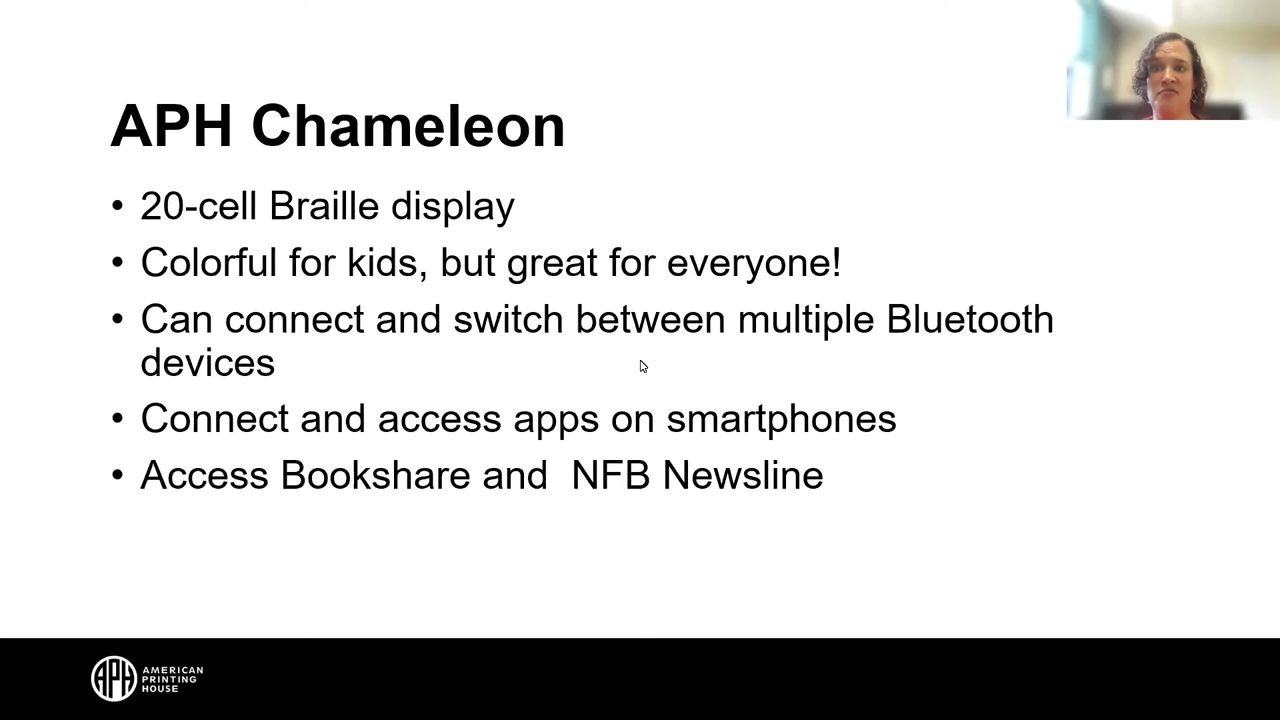 APH Chameleon
• 20-cell Braille display
• Colorful for kids, but great for everyone!
• Can connect and switch between multiple Bluetooth
devices
• Connect and access apps on smartphones
• Access Bookshare and  NFB Newsline
APH
AMERICAN
PRINTING
HOUSE